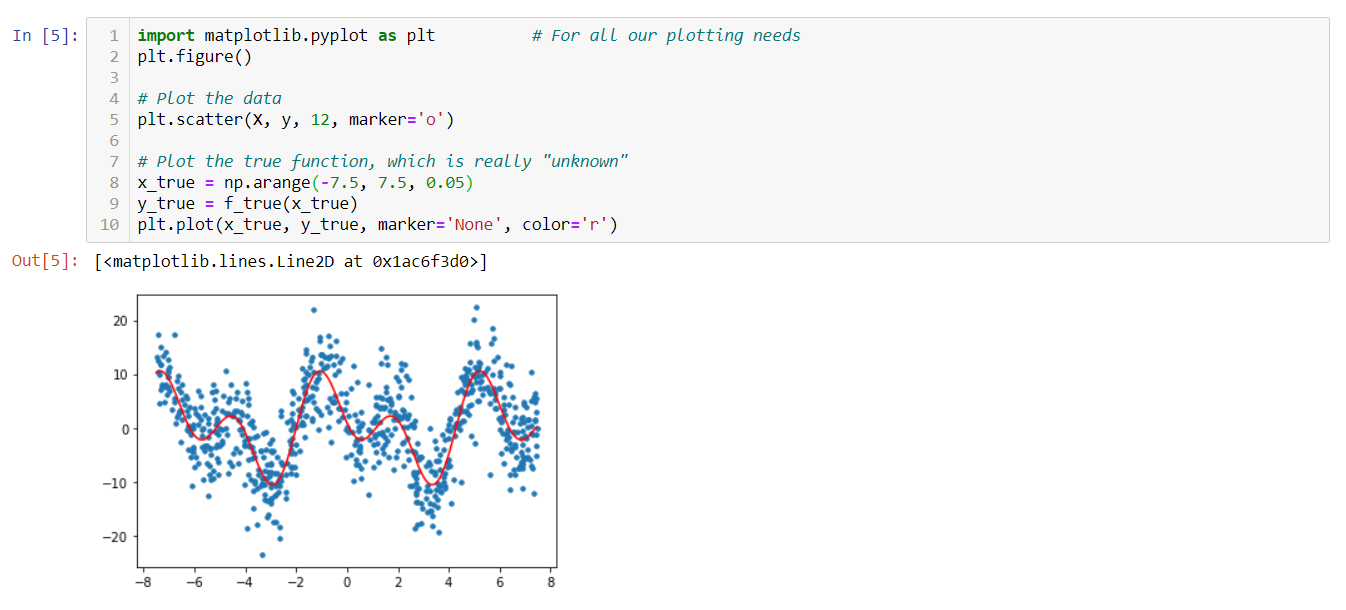 In [5]:
1 import matplotlib.pyplot as plt          # For all our plotting needs
2 plt.figure()
3
4 # Plot the data
5 plt.scatter(X, y, 12, marker='o')
6
7 # Plot the true function, which is really "unknown"
8 x_true = np.arange(-7.5, 7.5, 0.05)
9 y_true = f_true(x_true)
10 plt.plot(x_true, y_true, marker='None', color='r')
Out[5]: [<matplotlib.lines.Line2D at 0x1ac6f3d0>]
20
10
0
−10
−20
−8 −6 −4 −2 0 2 4 6 8